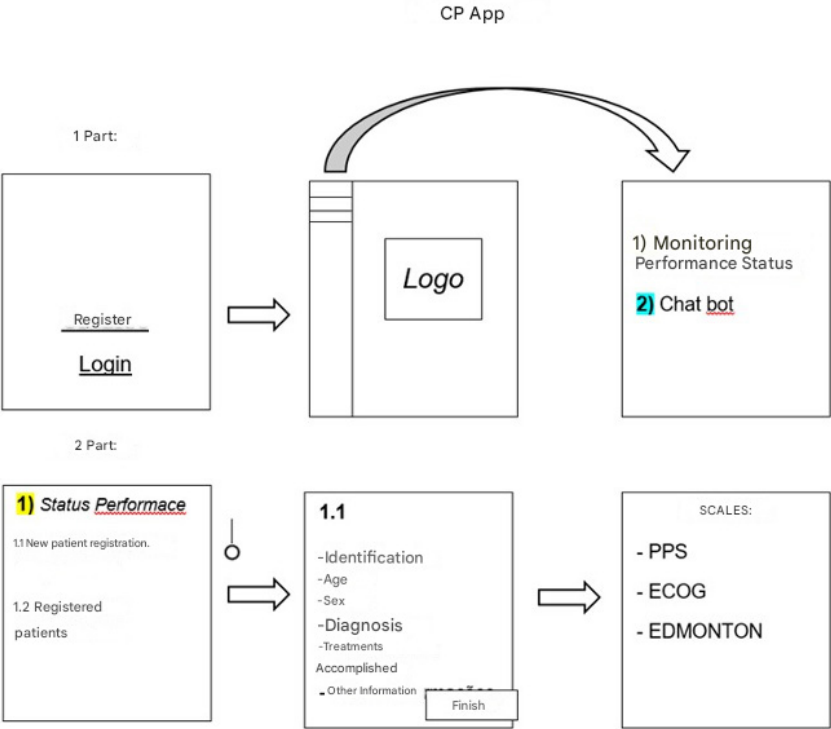 CP App
1 Part:
Register
Login
Logo
1) Monitoring
Performance Status
2) Chat bot
2 Part:
1) Status Performace
1.1 New patient registration.
1.2 Registered
patients
1.1
-Identification
-Age
-Sex
-Diagnosis
-Treatments
Accomplished
- Other Information
Finish
SCALES:
- PPS
- ECOG
- EDMONTON